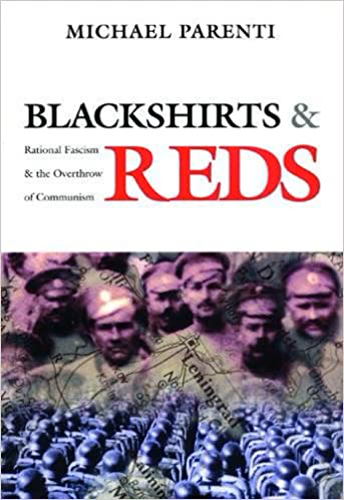 MICHAEL PARENTI
BLACKSHIRTS &
Rational Fascism
& the Overthrow
of Communism
REDS
Leningrad